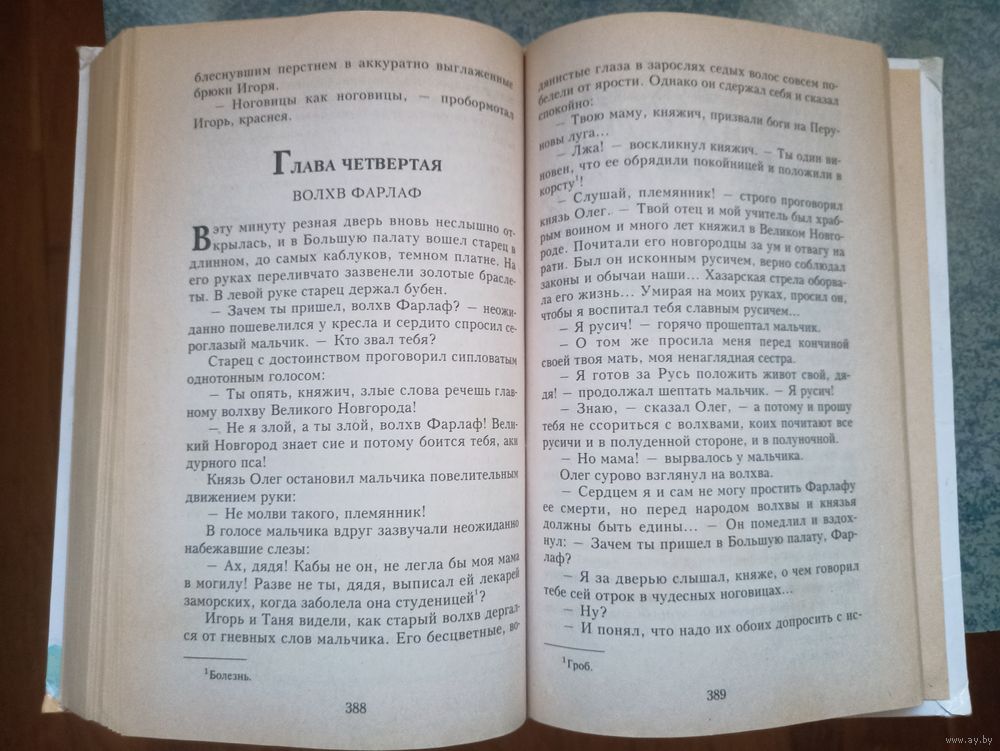 блеснувшим перстнем в аккуратно выглаженные
брюки Игоря.
— Ноговицы как ноговицы, — пробормотал
Игорь, краснея.
ГЛАВА ЧЕТВЕРТАЯ
ВОЛХВ ФАРЛАФ
В эту минуту резная дверь вновь неслышно от-
крылась, и в Большую палату вошел старец в
длинном, до самых каблуков, темном платне. На
его руках переливчато зазвенели золотые брасле-
ты. В левой руке старец держал бубен.
— Зачем ты пришел, волхв Фарлаф? — неожи-
данно пошевелился у кресла и сердито спросил се-
роглазый мальчик. — Кто звал тебя?
Старец с достоинством проговорил сипловатым
однотонным голосом:
— Ты опять, княжич, злые слова речешь глав-
ному волхву Великого Новгорода!
— Не я злой, а ты злой, волхв Фарлаф! Вели-
кий Новгород знает сие и потому боится тебя, аки
дурного пса!
Князь Олег остановил мальчика повелительным
движением руки:
— Не молви такого, племянник!
В голосе мальчика вдруг зазвучали неожиданно
набежавшие слезы:
— Ах, дядя! Кабы не он, не легла бы моя мама
в могилу! Разве не ты, дядя, выписал ей лекарей
заморских, когда заболела она студеницей¹?
Игорь и Таня видели, как старый волхв дергал-
ся от гневных слов мальчика. Его бесцветные, во-
¹Болезнь.
388
дянистые глаза в зарослях седых волос совсем по-
белели от ярости. Однако он сдержал себя и сказал
спокойно:
— Твою маму, княжич, призвали боги на Перу-
новы луга...
— Лжа! — воскликнул княжич. — Ты один ви-
новен, что ее обрядили покойницей и положили в
корсту¹!
— Слушай, племянник! — строго проговорил
князь Олег. — Твой отец и мой учитель был храб-
рым воином и много лет княжил в Великом Новго-
роде. Почитали его новгородцы за ум и отвагу на
рати. Был он исконным русичем, верно соблюдал
законы и обычаи наши... Хазарская стрела оборва-
ла его жизнь... Умирая на моих руках, просил он,
чтобы я воспитал тебя славным русичем...
— Я русич! — горячо прошептал мальчик.
— О том же просила меня перед кончиной
своей твоя мать, моя ненаглядная сестра.
— Я готов за Русь положить живот свой, дя-
дя! — продолжал шептать мальчик. — Я русич!
— Знаю, — сказал Олег, — а потому и прошу
тебя не ссориться с волхвами, коих почитают все
русичи и в полуденной стороне, и в полуночной.
— Но мама! — вырвалось у мальчика.
Олег сурово взглянул на волхва.
— Сердцем я и сам не могу простить Фарлафу
ее смерти, но перед народом волхвы и князья
должны быть едины... — Он помедлил и вздох-
нул: — Зачем ты пришел в Большую палату, Фар-
лаф?
— Я за дверью слышал, княже, о чем говорил
тебе сей отрок в чудесных ноговицах...
— Ну?
— И понял, что надо их обоих допросить с ис-
¹Гроб.
389
www.ay.by